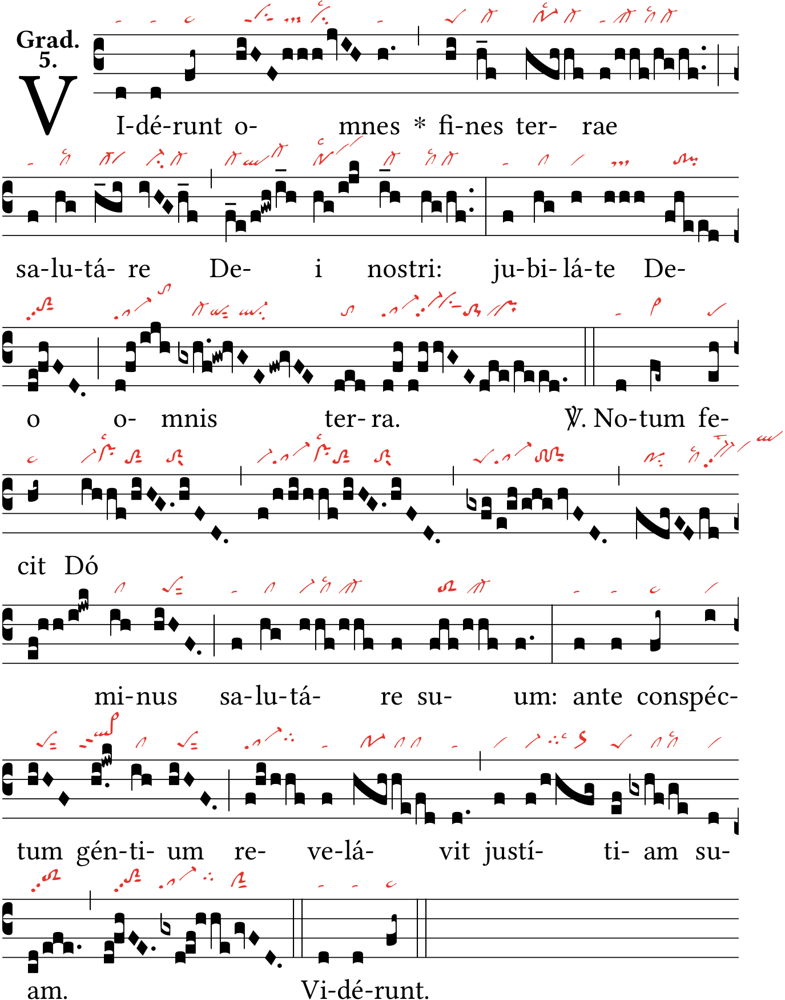 Grad.
5.
VI-dé-runt o- mnes * fi-nes ter- rae
sa-lu-tá- re De- i nostri: ju-bi-lá-te De-
o o- mnis ter-ra. ℣. No-tum fe-
cit Dó
mi-nus sa-lu-tá- re su- um: ante conspéc-
tum gén-ti-um re- ve-lá- vit justí- ti-am su-
am. Vi-dé-runt.